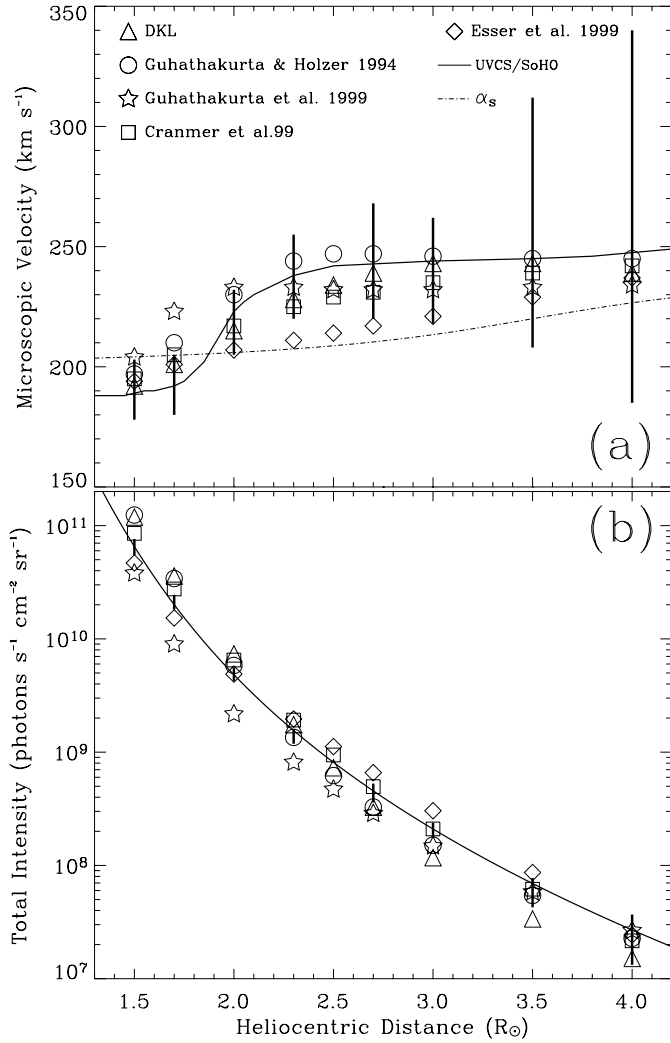 350
300
250
200
150
Microscopic Velocity (km s⁻¹)
DKL
Guhathakurta & Holzer 1994
Guhathakurta et al. 1999
Cranmer et al.99
Esser et al. 1999
UVCS/SoHO
αₛ
(a)
10¹¹
10¹⁰
10⁹
10⁸
10⁷
Total Intensity (photons s⁻¹ cm⁻² sr⁻¹)
(b)
1.5 2.0 2.5 3.0 3.5 4.0
Heliocentric Distance (R☉)